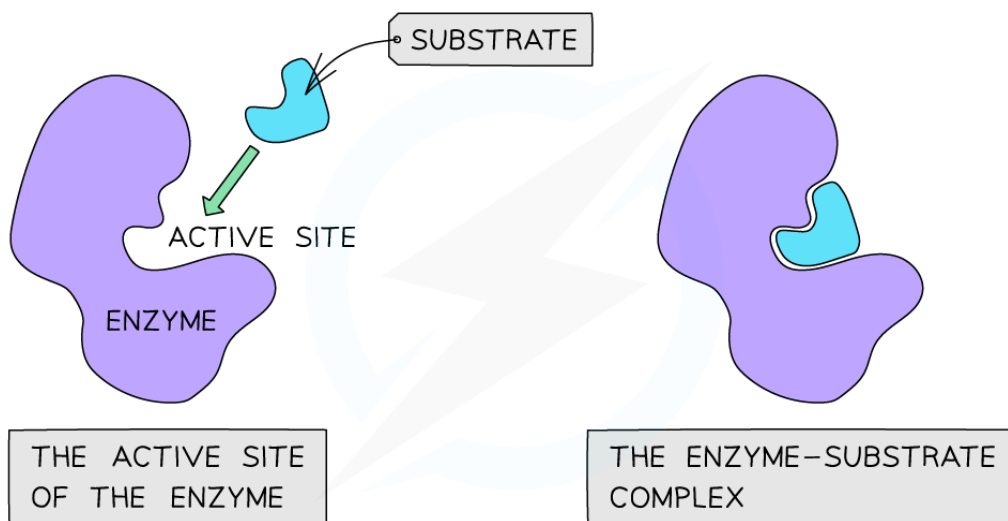 SUBSTRATE
ACTIVE SITE
ENZYME
THE ACTIVE SITE
OF THE ENZYME
THE ENZYME-SUBSTRATE
COMPLEX